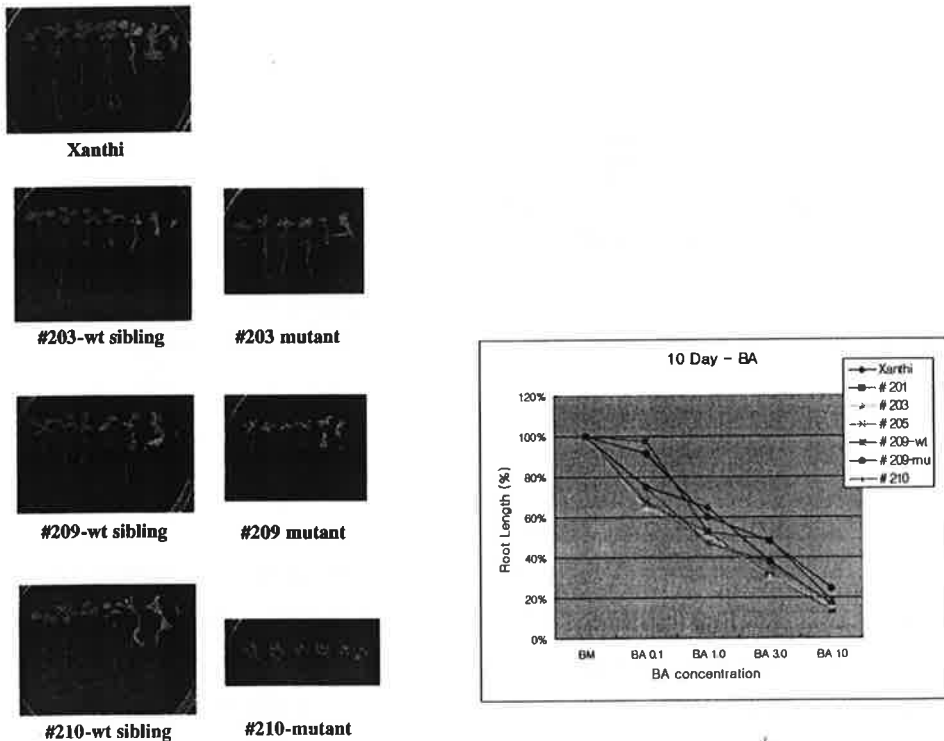 Xanthi
#203-wt sibling
#203 mutant
#209-wt sibling
#209 mutant
#210-wt sibling
#210-mutant
10 Day - BA
120%
100%
80%
60%
40%
20%
0%
Root Length (%)
BM
BA 0.1
BA 1.0
BA 3.0
BA 10
BA concentration
Xanthi
# 201
# 203
# 205
# 209-wt
# 209-mu
# 210